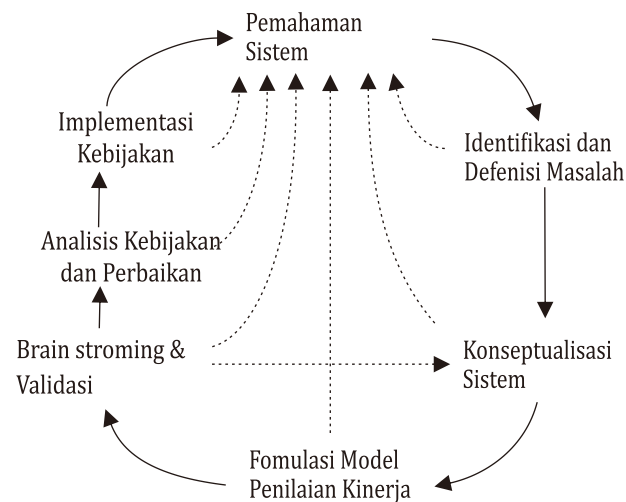 Pemahaman
Sistem
Identifikasi dan
Defenisi Masalah
Konseptualisasi
Sistem
Fomulasi Model
Penilaian Kinerja
Brain stroming &
Validasi
Analisis Kebijakan
dan Perbaikan
Implementasi
Kebijakan